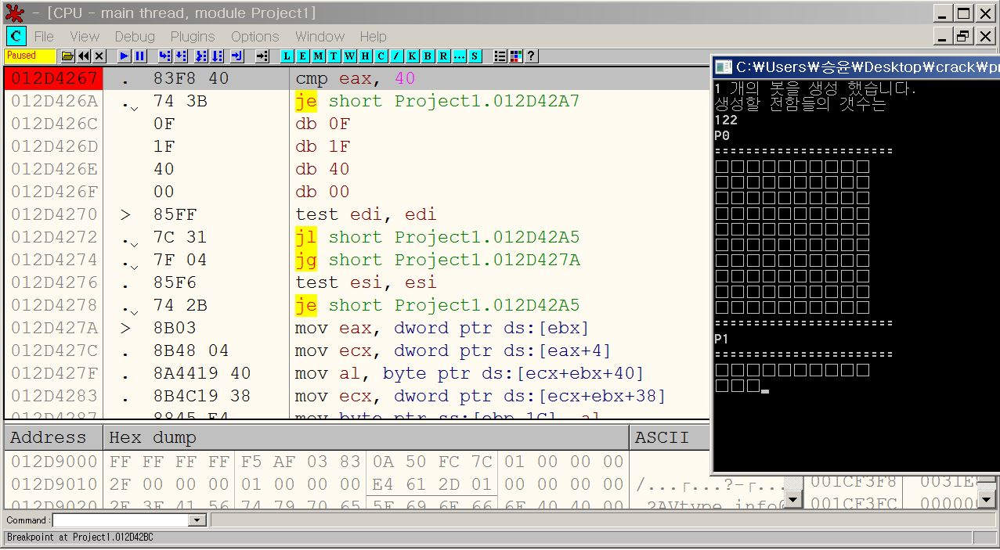 - [CPU - main thread, module Project1]
C File View Debug Plugins Options Window Help
Paused L E M T W H C / K B R ... S ?
012D4267 . 83F8 40 cmp eax, 40
012D426A . 74 3B je short Project1.012D42A7
012D426C 0F db 0F
012D426D 1F db 1F
012D426E 40 db 40
012D426F 00 db 00
012D4270 > 85FF test edi, edi
012D4272 . 7C 31 jl short Project1.012D42A5
012D4274 . 7F 04 jg short Project1.012D427A
012D4276 . 85F6 test esi, esi
012D4278 . 74 2B je short Project1.012D42A5
012D427A > 8B03 mov eax, dword ptr ds:[ebx]
012D427C . 8B48 04 mov ecx, dword ptr ds:[eax+4]
012D427F . 8A4419 40 mov al, byte ptr ds:[ecx+ebx+40]
012D4283 . 8B4C19 38 mov ecx, dword ptr ds:[ecx+ebx+38]
012D4287 . 8845 E4 mov byte ptr ss:[ebp-1C], al
C:₩Users₩승윤₩Desktop₩crack₩pr
1 개의 봇을 생성 했습니다.
생성할 전함들의 갯수는
122
P0
-----------------------
□□□□□□□□□□
□□□□□□□□□□
□□□□□□□□□□
□□□□□□□□□□
□□□□□□□□□□
□□□□□□□□□□
□□□□□□□□□□
□□□□□□□□□□
□□□□□□□□□□
□□□□□□□□□□
-----------------------
P1
-----------------------
□□□□□□□□□□
□□□_
Address Hex dump ASCII
012D9000 FF FF FF FF F5 AF 03 83 0A 50 FC 7C 01 00 00 00
012D9010 2F 00 00 00 01 00 00 00 E4 61 2D 01 00 00 00 00 /...┌...?-┌... 001CF3F8 0031E8
012D9020 2E 3F 41 56 74 79 70 65 5F 69 6E 66 6F 40 40 00 .?AVtype_info@ 001CF3FC 000000
Command :
Breakpoint at Project1.012D42BC